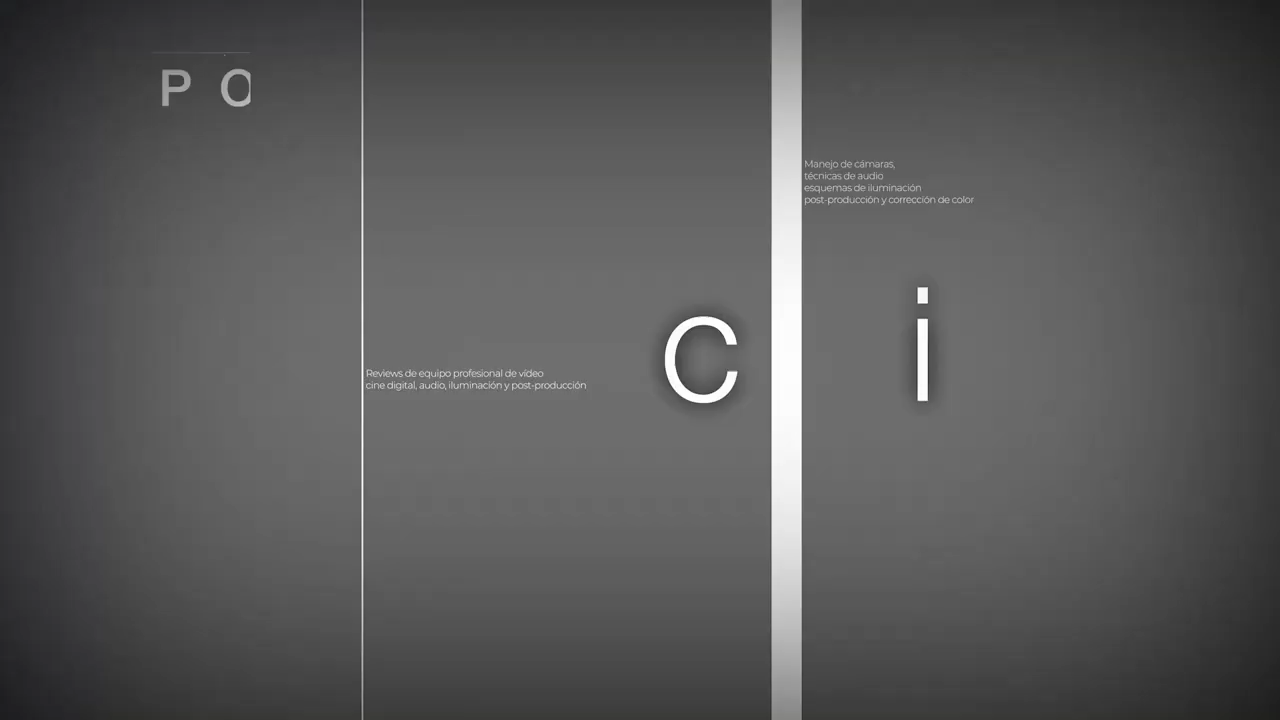 P O
Manejo de cámaras,
técnicas de audio
esquemas de iluminación
post-producción y corrección de color
c i
Reviews de equipo profesional de vídeo
cine digital, audio, iluminación y post-producción